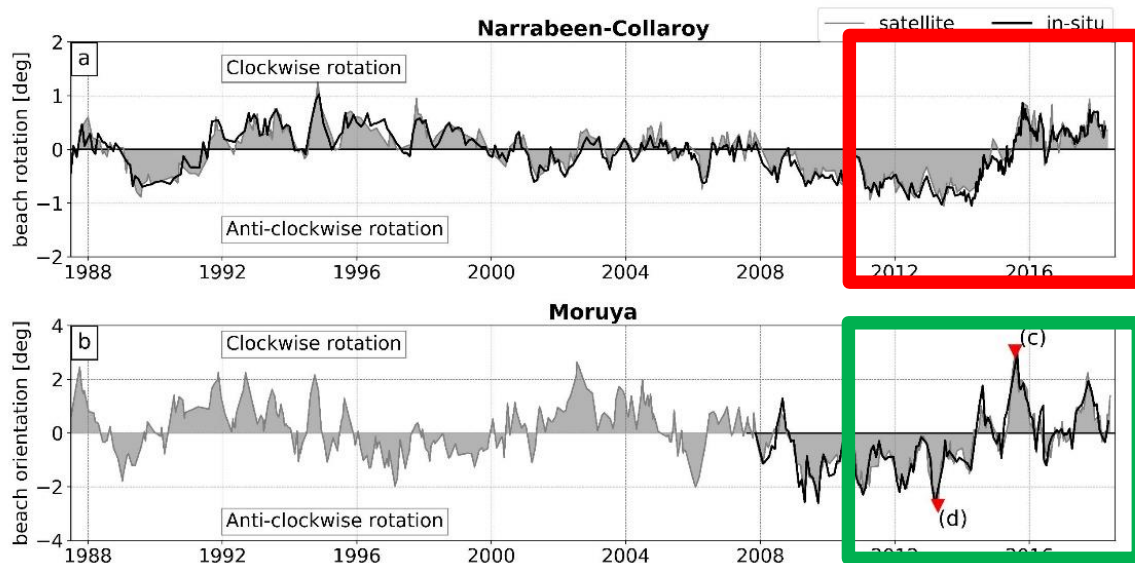 Narrabeen-Collaroy
satellite in-situ
a
beach rotation [deg]
2
1
0
−1
−2
Clockwise rotation
Anti-clockwise rotation
1988 1992 1996 2000 2004 2008 2012 2016
Moruya
b
beach orientation [deg]
4
2
0
−2
−4
Clockwise rotation
(c)
(d)
Anti-clockwise rotation
1988 1992 1996 2000 2004 2008 2012 2016